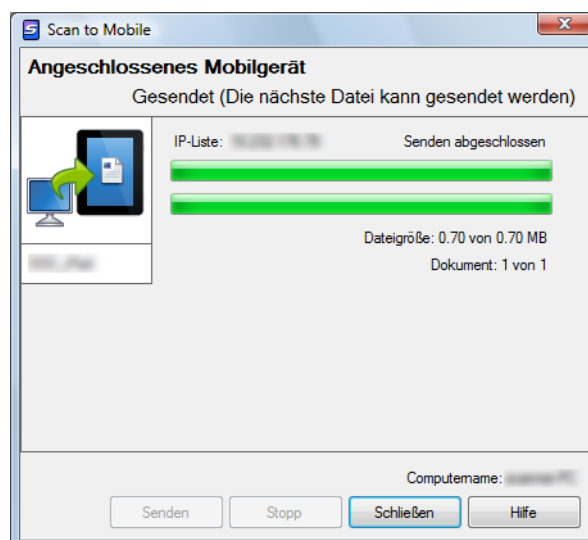 Scan to Mobile
Angeschlossenes Mobilgerät
Gesendet (Die nächste Datei kann gesendet werden)
IP-Liste: Senden abgeschlossen
Dateigröße: 0.70 von 0.70 MB
Dokument: 1 von 1
Computername:
Senden Stopp Schließen Hilfe